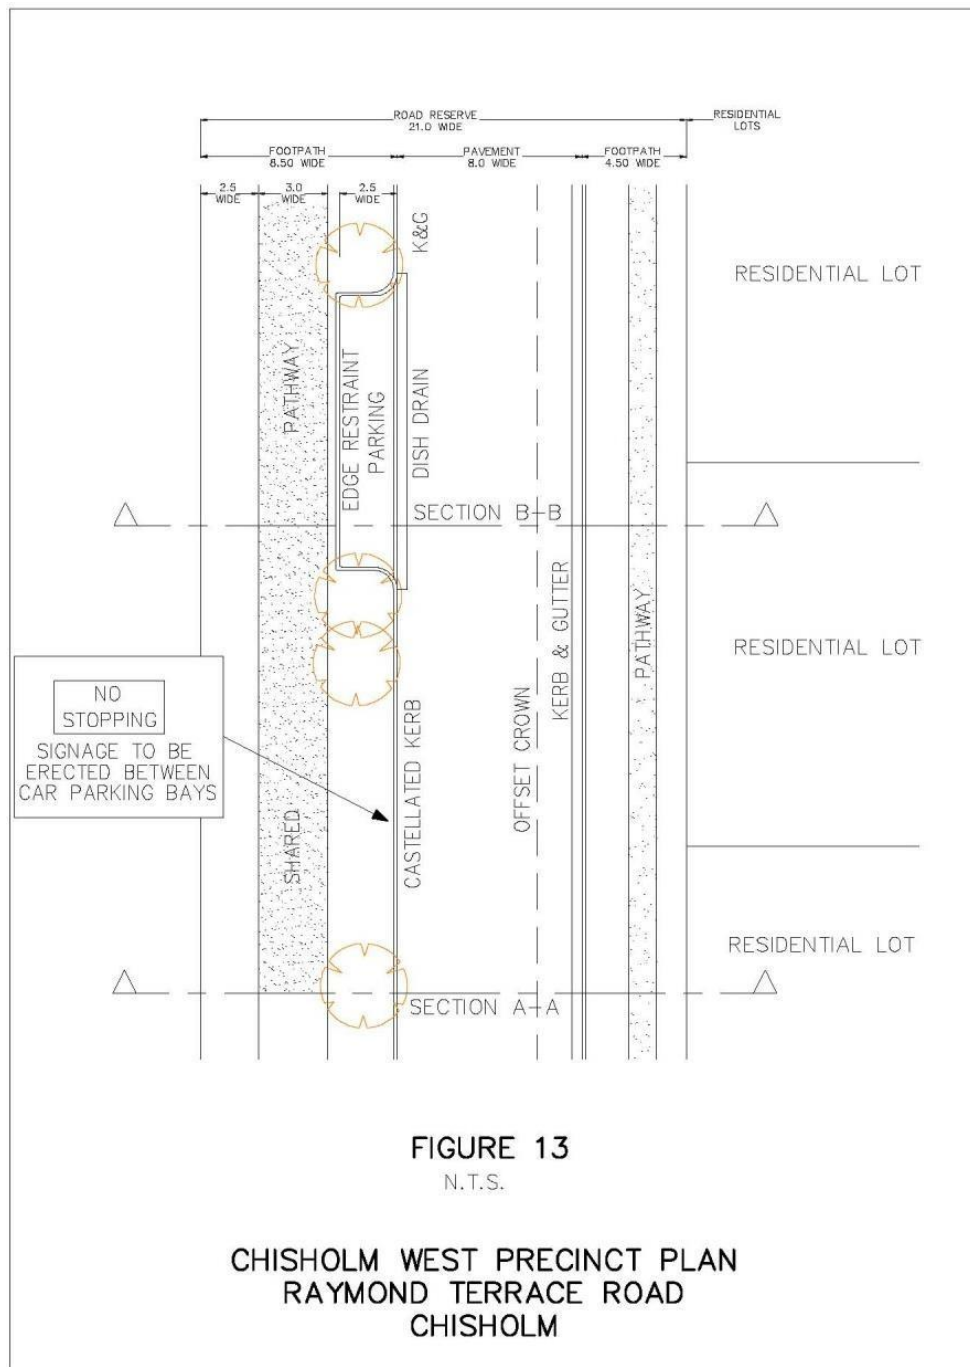 ROAD RESERVE
21.0 WIDE
RESIDENTIAL
LOTS
FOOTPATH
8.50 WIDE
PAVEMENT
8.0 WIDE
FOOTPATH
4.50 WIDE
2.5
WIDE
3.0
WIDE
2.5
WIDE
K&G
RESIDENTIAL LOT
PATHWAY
EDGE RESTRAINT
PARKING
DISH DRAIN
SECTION B-B
KERB & GUTTER
PATHWAY
RESIDENTIAL LOT
NO
STOPPING
SIGNAGE TO BE
ERECTED BETWEEN
CAR PARKING BAYS
SHARED
CASTELLATED KERB
OFFSET CROWN
RESIDENTIAL LOT
SECTION A-A
FIGURE 13
N.T.S.
CHISHOLM WEST PRECINCT PLAN
RAYMOND TERRACE ROAD
CHISHOLM